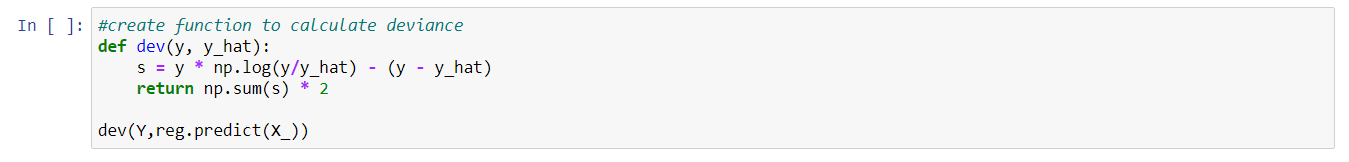 In [ ]: #create function to calculate deviance
def dev(y, y_hat):
    s = y * np.log(y/y_hat) - (y - y_hat)
    return np.sum(s) * 2

dev(Y,reg.predict(X_))